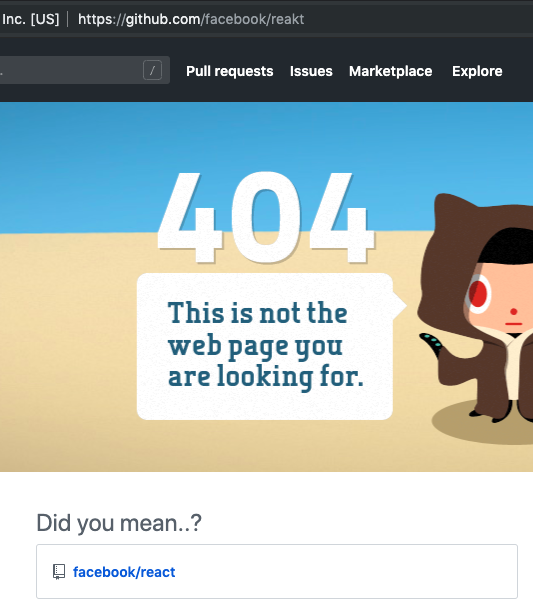 Inc. [US] | https://github.com/facebook/reakt
. / Pull requests Issues Marketplace Explore
404
This is not the
web page you
are looking for.
Did you mean..?
facebook/react